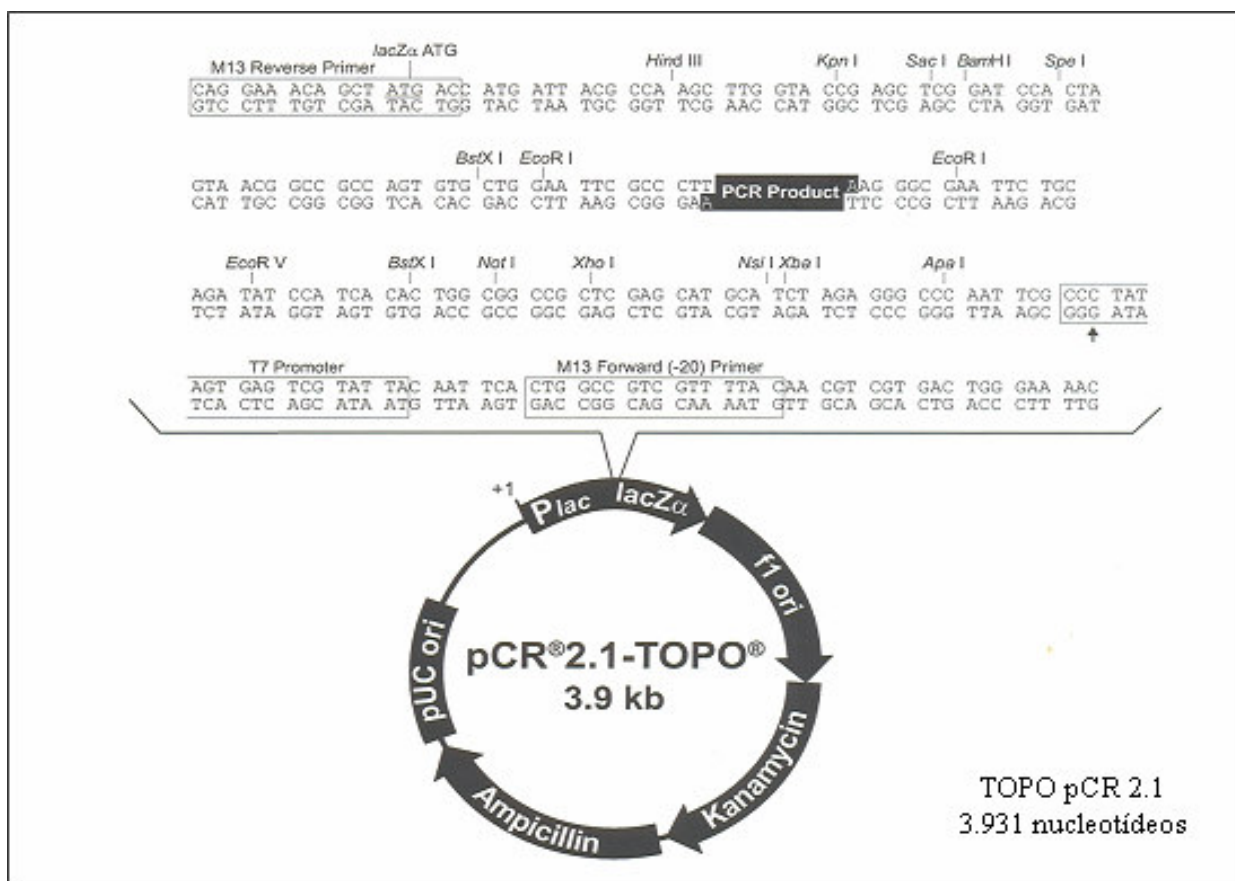 lacZα ATG
M13 Reverse Primer Hind III Kpn I Sac I BamH I Spe I
CAG GAA ACA GCT ATG ACC ATG ATT ACG CCA AGC TTG GTA CCG AGC TCG GAT CCA CTA
GTC CTT TGT CGA TAC TGG TAC TAA TGC GGT TCG AAC CAT GGC TCG AGC CTA GGT GAT
BstX I EcoR I EcoR I
GTA ACG GCC GCC AGT GTG CTG GAA TTC GCC CTT PCR Product AAG GGC GAA TTC TGC
CAT TGC CGG CGG TCA CAC GAC CTT AAG CGG GAA TTC CCG CTT AAG ACG
EcoR V BstX I Not I Xho I Nsi I Xba I Apa I
AGA TAT CCA TCA CAC TGG CGG CCG CTC GAG CAT GCA TCT AGA GGG CCC AAT TCG CCC TAT
TCT ATA GGT AGT GTG ACC GCC GGC GAG CTC GTA CGT AGA TCT CCC GGG TTA AGC GGG ATA
T7 Promoter M13 Forward (-20) Primer
AGT GAG TCG TAT TAC AAT TCA CTG GCC GTC GTT TTA CAA CGT CGT GAC TGG GAA AAC
TCA CTC AGC ATA ATG TTA AGT GAC CGG CAG CAA AAT GTT GCA GCA CTG ACC CTT TTG
+1
Plac lacZα
f1 ori
pUC ori
pCR®2.1-TOPO®
3.9 kb
Kanamycin
Ampicillin
TOPO pCR 2.1
3.931 nucleotídeos